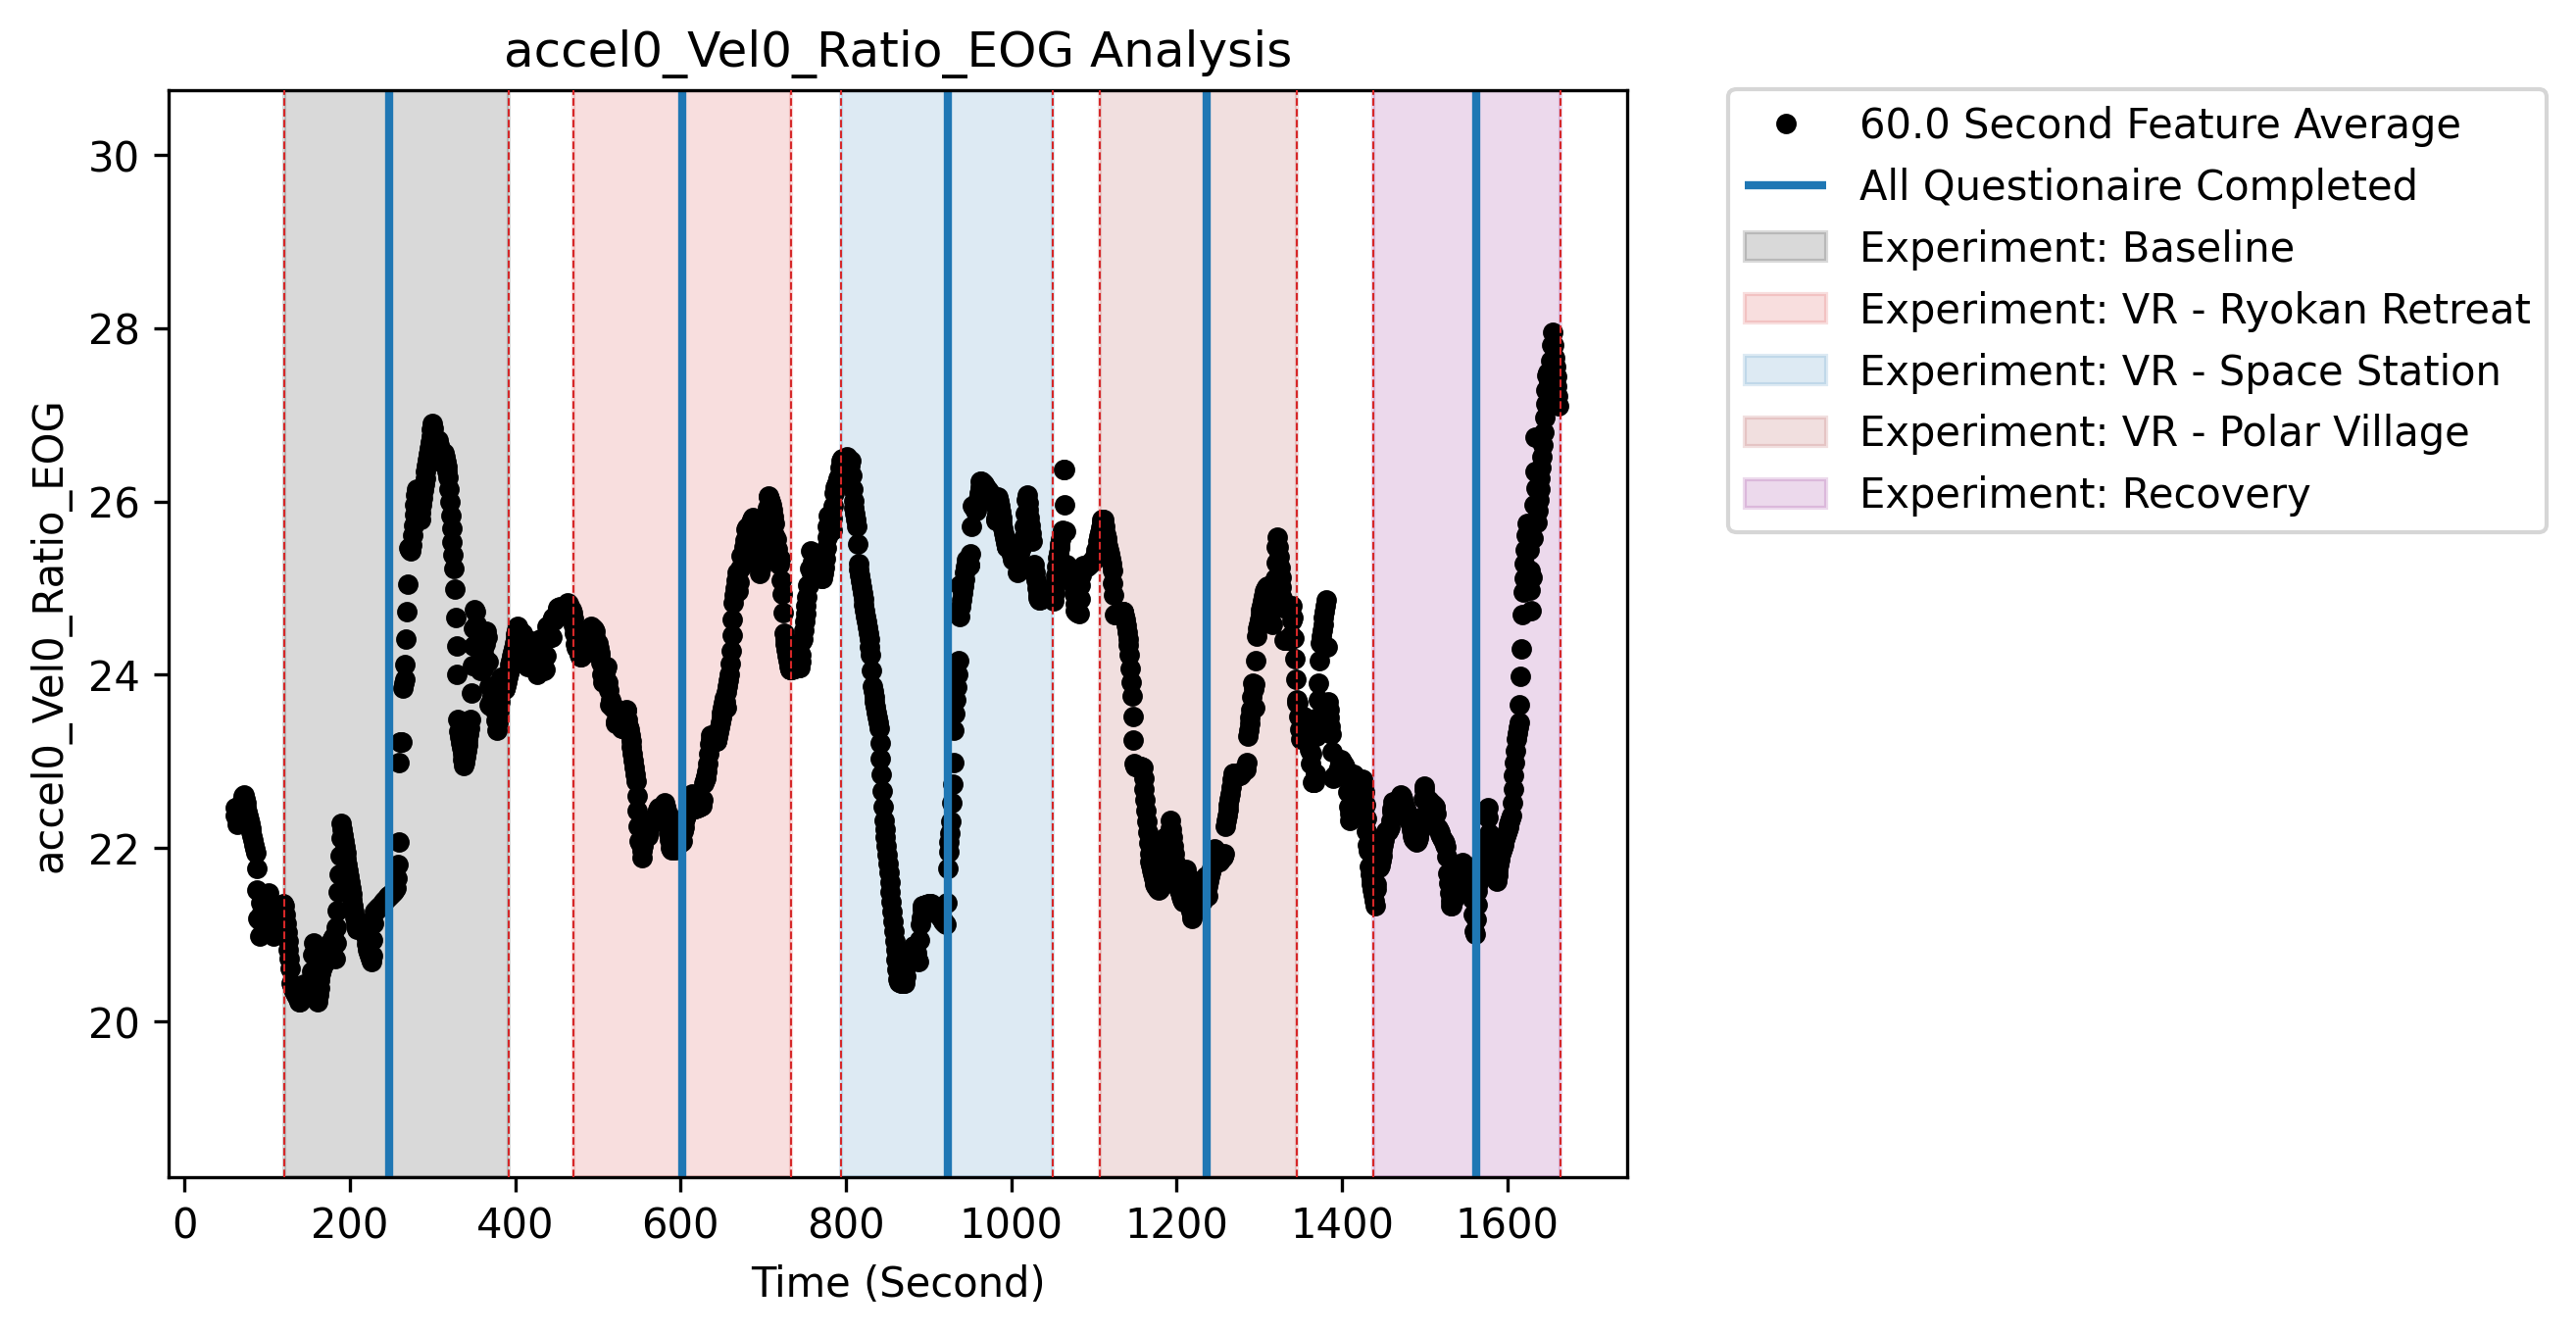 accel0_Vel0_Ratio_EOG Analysis
accel0_Vel0_Ratio_EOG
30
28
26
24
22
20
0 200 400 600 800 1000 1200 1400 1600
Time (Second)
60.0 Second Feature Average
All Questionaire Completed
Experiment: Baseline
Experiment: VR - Ryokan Retreat
Experiment: VR - Space Station
Experiment: VR - Polar Village
Experiment: Recovery